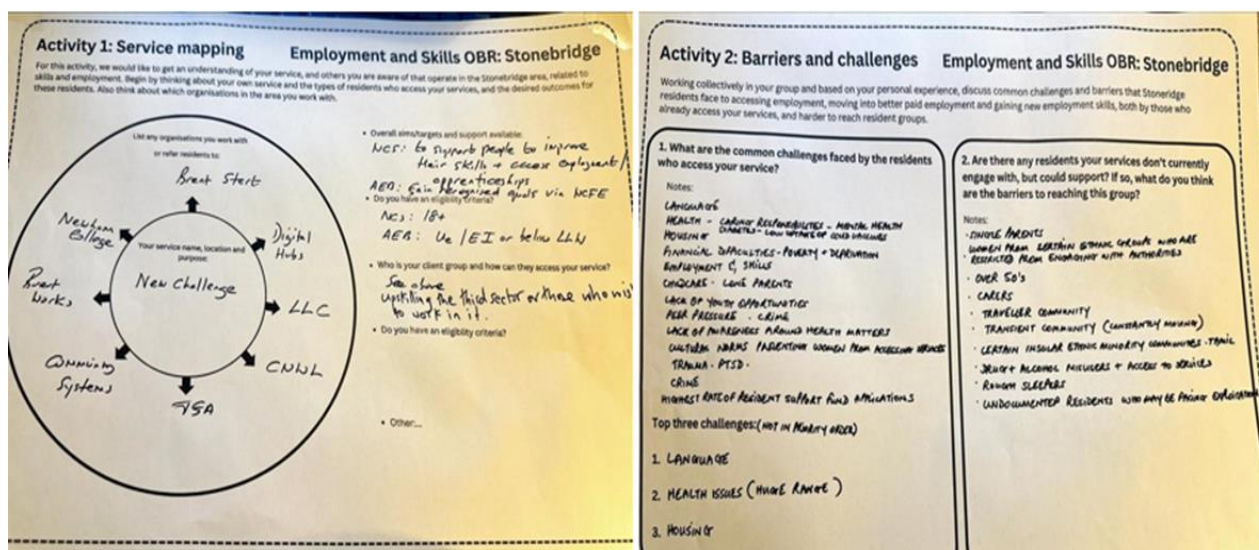 Activity 1: Service mapping
Employment and Skills OBR: Stonebridge
For this activity, we would like to get an understanding of your service, and others you are aware of that operate in the Stonebridge area, related to
skills and employment. Begin by thinking about your own service and the types of residents who access your services, and the desired outcomes for
these residents. Also think about which organisations in the area you work with.
List any organisations you work with
or refer residents to:
Brent Start
Newham
College
Digital
Hubs
Your service name, location and
purpose:
New Challenge
Brent
Works
LLC
Community
Systems
CNWL
TSA
• Overall aims/targets and support available:
NCS: to support people to improve
their skills + access employment/
apprenticeships
AEB: Gain recognised quals via NCFE
• Do you have an eligibility criteria?
NCS: 18+
AEB: UE/EI or below LLW
• Who is your client group and how can they access your service?
See above
upskilling the third sector or those who wish
to work in it.
• Do you have an eligibility criteria?
• Other:...
Activity 2: Barriers and challenges
Employment and Skills OBR: Stonebridge
Working collectively in your group and based on your personal experience, discuss common challenges and barriers that Stoneridge
residents face to accessing employment, moving into better paid employment and gaining new employment skills, both by those who
already access your services, and harder to reach resident groups.
1. What are the common challenges faced by the residents
who access your service?
Notes:
LANGUAGE
HEALTH - CARING RESPONSIBILITIES - MENTAL HEALTH
DIABETES - LOW UPTAKE OF COVID VACCINES
HOUSING
FINANCIAL DIFFICULTIES - POVERTY + DEPRIVATION
EMPLOYMENT & SKILLS
CHILDCARE - LONE PARENTS
LACK OF YOUTH OPPORTUNITIES
PEER PRESSURE - CRIME
LACK OF AWARENESS AROUND HEALTH MATTERS
CULTURAL NORMS PREVENTING WOMEN FROM ACCESSING SERVICES
TRAUMA - PTSD -
CRIME
HIGHEST RATE OF RESIDENT SUPPORT FUND APPLICATIONS
Top three challenges: (NOT IN PRIORITY ORDER)
1. LANGUAGE
2. HEALTH ISSUES (HUGE RANGE)
3. HOUSING
2. Are there any residents your services don't currently
engage with, but could support? If so, what do you think
are the barriers to reaching this group?
Notes:
· SINGLE PARENTS
· WOMEN FROM CERTAIN ETHNIC GROUPS WHO ARE
RESTRICTED FROM ENGAGING WITH AUTHORITIES
· OVER 50'S
· CARERS
· TRAVELLER COMMUNITY
· TRANSIENT COMMUNITY (CONSTANTLY MOVING)
· CERTAIN INSULAR ETHNIC MINORITY COMMUNITIES - TAMIL
· DRUG + ALCOHOL MISUSERS + ACCESS TO SERVICES
· ROUGH SLEEPERS
· UNDOCUMENTED RESIDENTS WHO MAY BE FACING